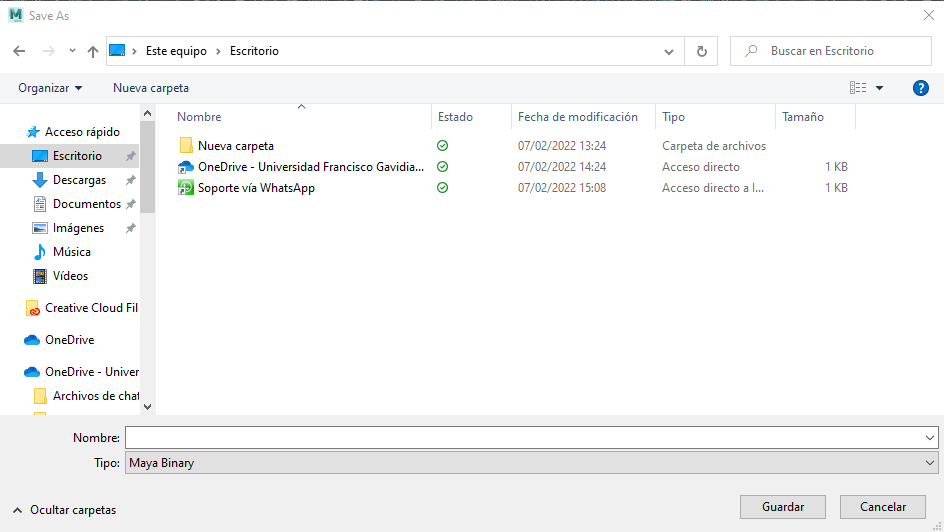 Save As
Este equipo > Escritorio
Buscar en Escritorio
Organizar
Nueva carpeta
Nombre Estado Fecha de modificación Tipo Tamaño
Acceso rápido
Escritorio
Descargas
Documentos
Imágenes
Música
Vídeos
Creative Cloud Fil
OneDrive
OneDrive - Univer
Archivos de chat
Nueva carpeta 07/02/2022 13:24 Carpeta de archivos
OneDrive - Universidad Francisco Gavidia... 07/02/2022 14:24 Acceso directo 1 KB
Soporte vía WhatsApp 07/02/2022 15:08 Acceso directo a l... 1 KB
Nombre:
Tipo: Maya Binary
Ocultar carpetas
Guardar
Cancelar